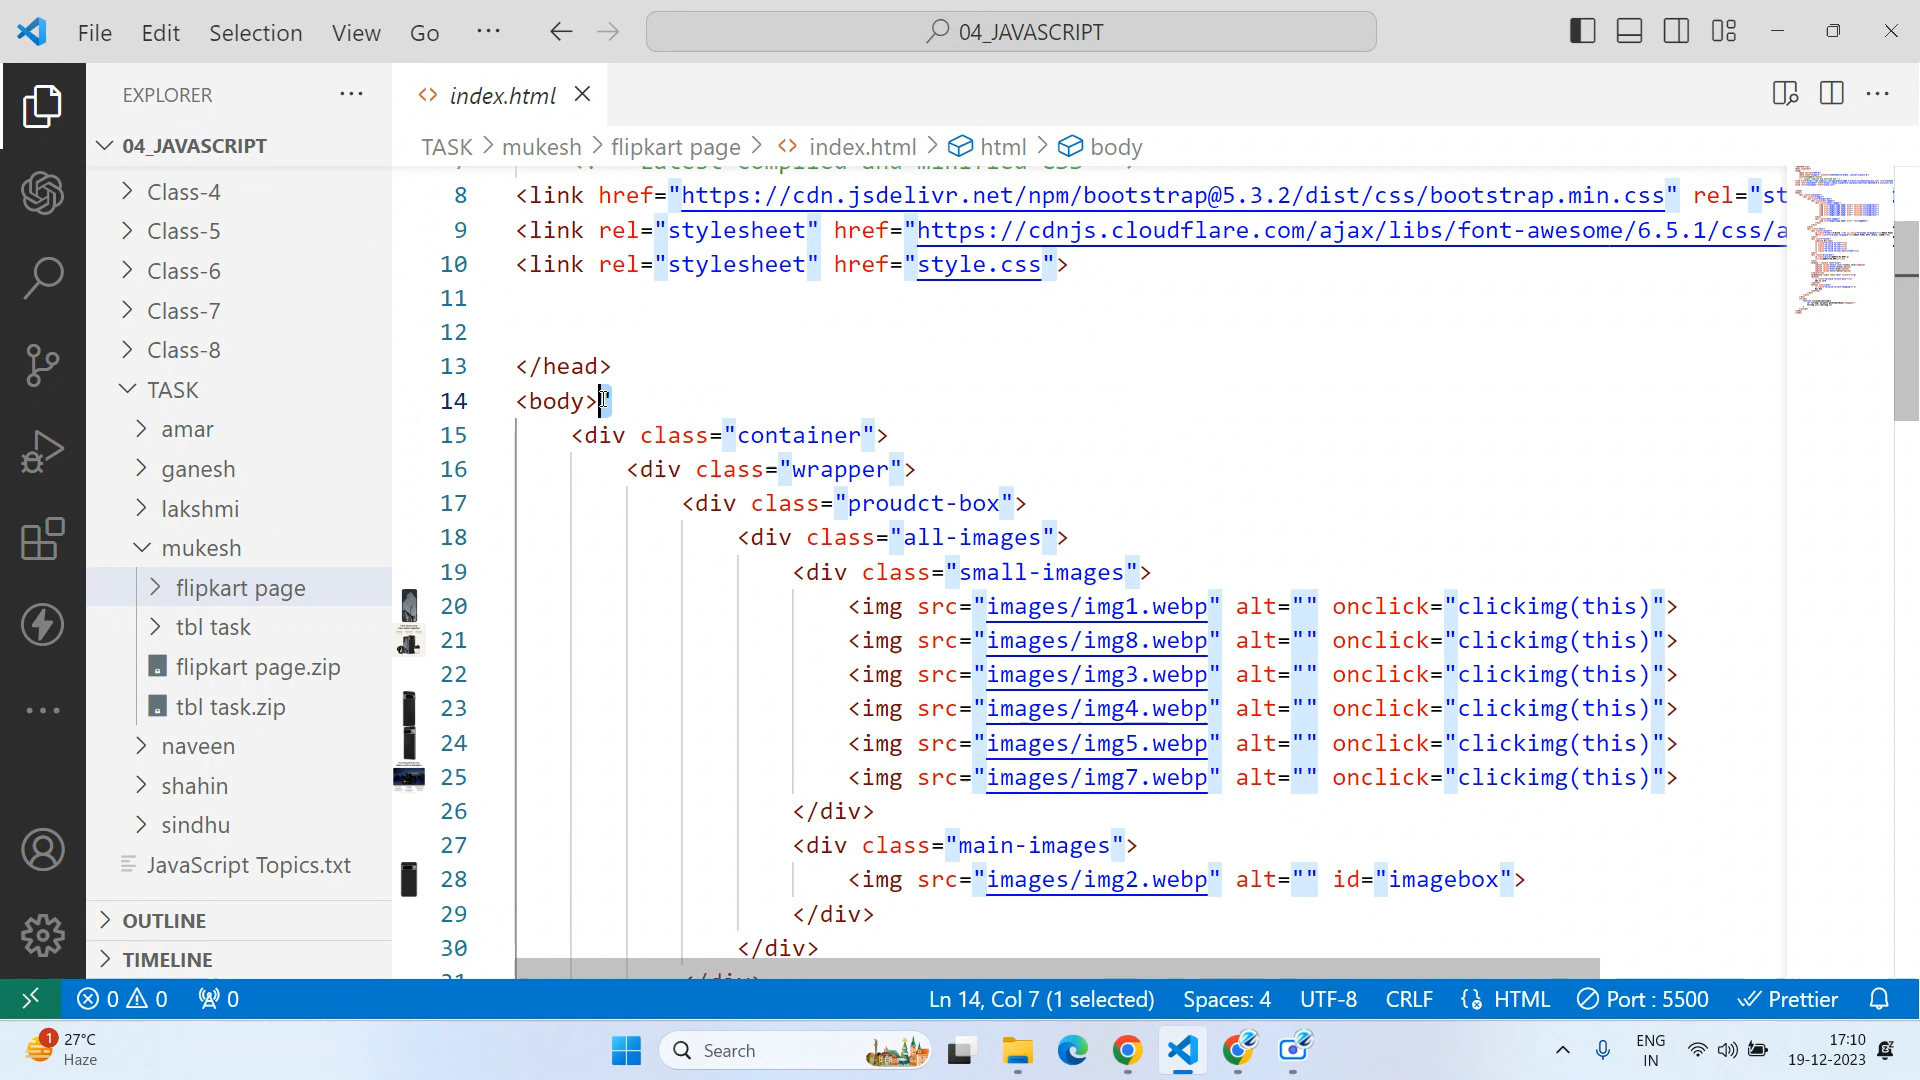 File Edit Selection View Go ···
04_JAVASCRIPT
EXPLORER
04_JAVASCRIPT
Class-4
Class-5
Class-6
Class-7
Class-8
TASK
amar
ganesh
lakshmi
mukesh
flipkart page
tbl task
flipkart page.zip
tbl task.zip
naveen
shahin
sindhu
JavaScript Topics.txt
OUTLINE
TIMELINE
index.html
TASK > mukesh > flipkart page > index.html > html > body
8 <link href="https://cdn.jsdelivr.net/npm/bootstrap@5.3.2/dist/css/bootstrap.min.css" rel="st
9 <link rel="stylesheet" href="https://cdnjs.cloudflare.com/ajax/libs/font-awesome/6.5.1/css/a
10 <link rel="stylesheet" href="style.css">
11
12
13 </head>
14 <body>"
15 <div class="container">
16 <div class="wrapper">
17 <div class="proudct-box">
18 <div class="all-images">
19 <div class="small-images">
20 <img src="images/img1.webp" alt="" onclick="clickimg(this)">
21 <img src="images/img8.webp" alt="" onclick="clickimg(this)">
22 <img src="images/img3.webp" alt="" onclick="clickimg(this)">
23 <img src="images/img4.webp" alt="" onclick="clickimg(this)">
24 <img src="images/img5.webp" alt="" onclick="clickimg(this)">
25 <img src="images/img7.webp" alt="" onclick="clickimg(this)">
26 </div>
27 <div class="main-images">
28 <img src="images/img2.webp" alt="" id="imagebox">
29 </div>
30 </div>
0 0 0
Ln 14, Col 7 (1 selected) Spaces: 4 UTF-8 CRLF HTML Port : 5500 Prettier
1
27°C
Haze
Search
ENG
IN
17:10
19-12-2023